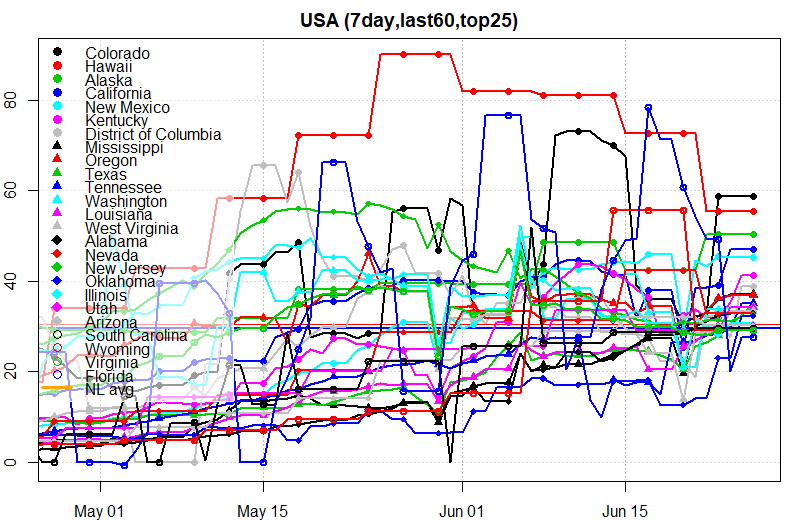 USA (7day,last60,top25)
80
60
40
20
0
Colorado
Hawaii
Alaska
California
New Mexico
Kentucky
District of Columbia
Mississippi
Oregon
Texas
Tennessee
Washington
Louisiana
West Virginia
Alabama
Nevada
New Jersey
Oklahoma
Illinois
Utah
Arizona
South Carolina
Wyoming
Virginia
Florida
NL avg
May 01
May 15
Jun 01
Jun 15